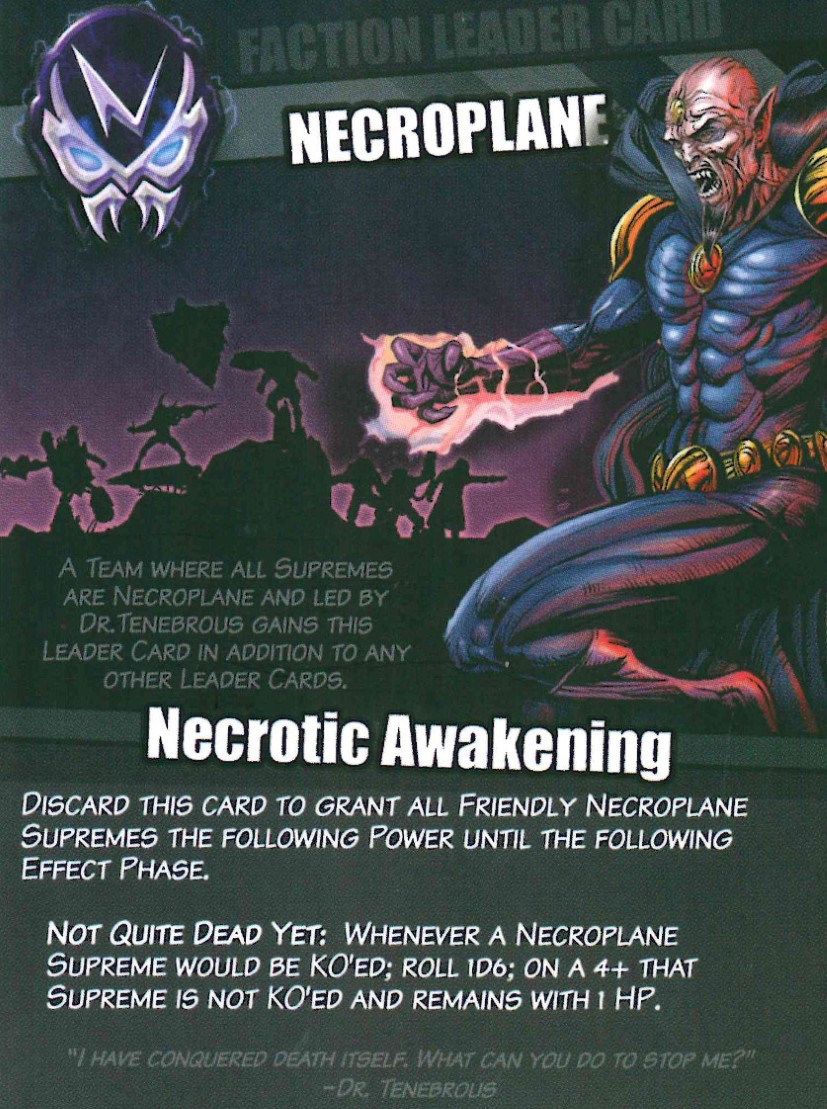 FACTION LEADER CARD
NECROPLANE
A TEAM WHERE ALL SUPREMES
ARE NECROPLANE AND LED BY
DR.TENEBROUS GAINS THIS
LEADER CARD IN ADDITION TO ANY
OTHER LEADER CARDS.
Necrotic Awakening
DISCARD THIS CARD TO GRANT ALL FRIENDLY NECROPLANE
SUPREMES THE FOLLOWING POWER UNTIL THE FOLLOWING
EFFECT PHASE.
NOT QUITE DEAD YET: WHENEVER A NECROPLANE
SUPREME WOULD BE KO'ED; ROLL 1D6; ON A 4+ THAT
SUPREME IS NOT KO'ED AND REMAINS WITH 1 HP.
"I HAVE CONQUERED DEATH ITSELF. WHAT CAN YOU DO TO STOP ME?"
-DR. TENEBROUS